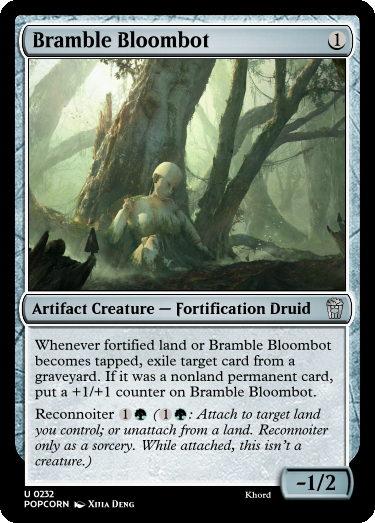 Bramble Bloombot 1
Artifact Creature — Fortification Druid
Whenever fortified land or Bramble Bloombot
becomes tapped, exile target card from a
graveyard. If it was a nonland permanent card,
put a +1/+1 counter on Bramble Bloombot.
Reconnoiter 1 ( 1 : Attach to target land
you control; or unattach from a land. Reconnoiter
only as a sorcery. While attached, this isn't a
creature.)
-1/2
U 0232
Khord
POPCORN Xijia Deng